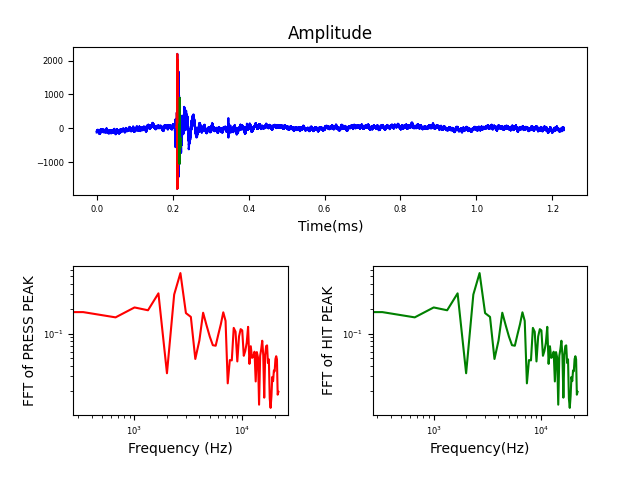 Amplitude
2000
1000
0
−1000
0.0 0.2 0.4 0.6 0.8 1.0 1.2
Time(ms)
FFT of PRESS PEAK
10⁻¹
10³ 10⁴
Frequency (Hz)
FFT of HIT PEAK
10⁻¹
10³ 10⁴
Frequency(Hz)